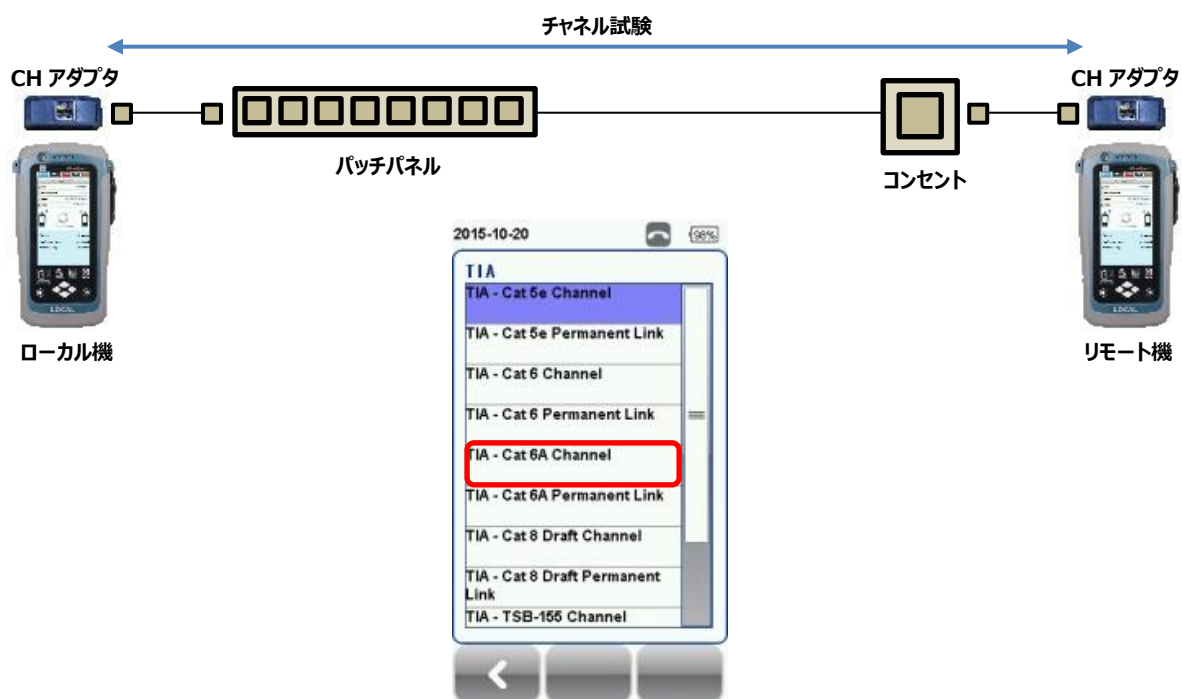 チャネル試験
CH アダプタ
CH アダプタ
パッチパネル
コンセント
ローカル機
リモート機
LOCAL
2015-10-20
98%
TIA
TIA - Cat 5e Channel
TIA - Cat 5e Permanent Link
TIA - Cat 6 Channel
TIA - Cat 6 Permanent Link
TIA - Cat 6A Channel
TIA - Cat 6A Permanent Link
TIA - Cat 8 Draft Channel
TIA - Cat 8 Draft Permanent
Link
TIA - TSB-155 Channel